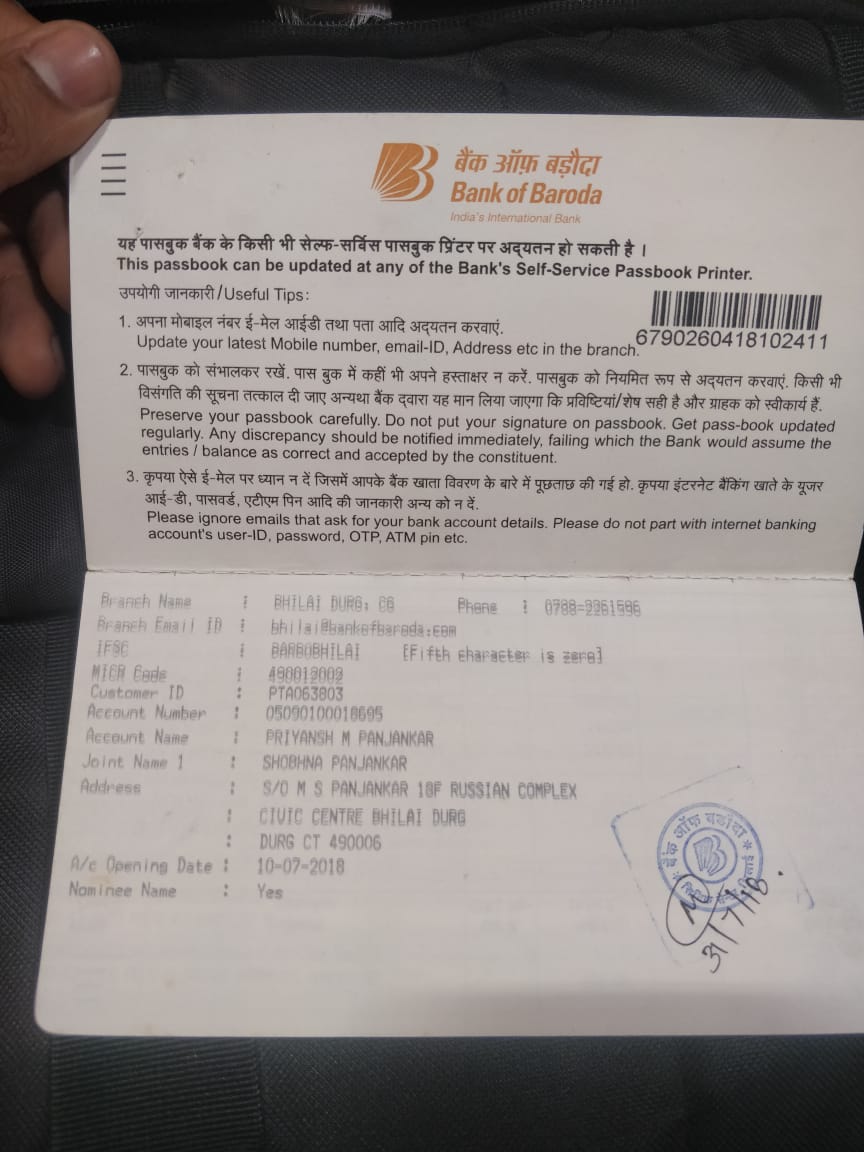 बैंक ऑफ़ बड़ौदा
Bank of Baroda
India's International Bank
यह पासबुक बैंक के किसी भी सेल्फ-सर्विस पासबुक प्रिंटर पर अद्यतन हो सकती है ।
This passbook can be updated at any of the Bank's Self-Service Passbook Printer.
उपयोगी जानकारी/Useful Tips:
6790260418102411
1. अपना मोबाइल नंबर ई-मेल आईडी तथा पता आदि अद्यतन करवाएं.
Update your latest Mobile number, email-ID, Address etc in the branch.
2. पासबुक को संभालकर रखें. पास बुक में कहीं भी अपने हस्ताक्षर न करें. पासबुक को नियमित रूप से अद्यतन करवाएं. किसी भी
विसंगति की सूचना तत्काल दी जाए अन्यथा बैंक द्वारा यह मान लिया जाएगा कि प्रविष्टियां/शेष सही है और ग्राहक को स्वीकार्य हैं.
Preserve your passbook carefully. Do not put your signature on passbook. Get pass-book updated
regularly. Any discrepancy should be notified immediately, failing which the Bank would assume the
entries / balance as correct and accepted by the constituent.
3. कृपया ऐसे ई-मेल पर ध्यान न दें जिसमें आपके बैंक खाता विवरण के बारे में पूछताछ की गई हो. कृपया इंटरनेट बैंकिंग खाते के यूजर
आई-डी, पासवर्ड, एटीएम पिन आदि की जानकारी अन्य को न दें.
Please ignore emails that ask for your bank account details. Please do not part with internet banking
account's user-ID, password, OTP, ATM pin etc.
Branch Name : BHILAI DURG, CG Phone : 0788-2261596
Branch Email ID : bhilai@bankofbaroda.com
IFSC : BARB0BHILAI [Fifth character is zero]
MICR Code : 490012002
Customer ID : PTA063803
Account Number : 05090100018695
Account Name : PRIYANSH M PANJANKAR
Joint Name 1 : SHOBHNA PANJANKAR
Address : S/O M S PANJANKAR 18F RUSSIAN COMPLEX
: CIVIC CENTRE BHILAI DURG
: DURG CT 490006
A/c Opening Date : 10-07-2018
Nominee Name : Yes
बैंक ऑफ बड़ौदा
31/7/18.